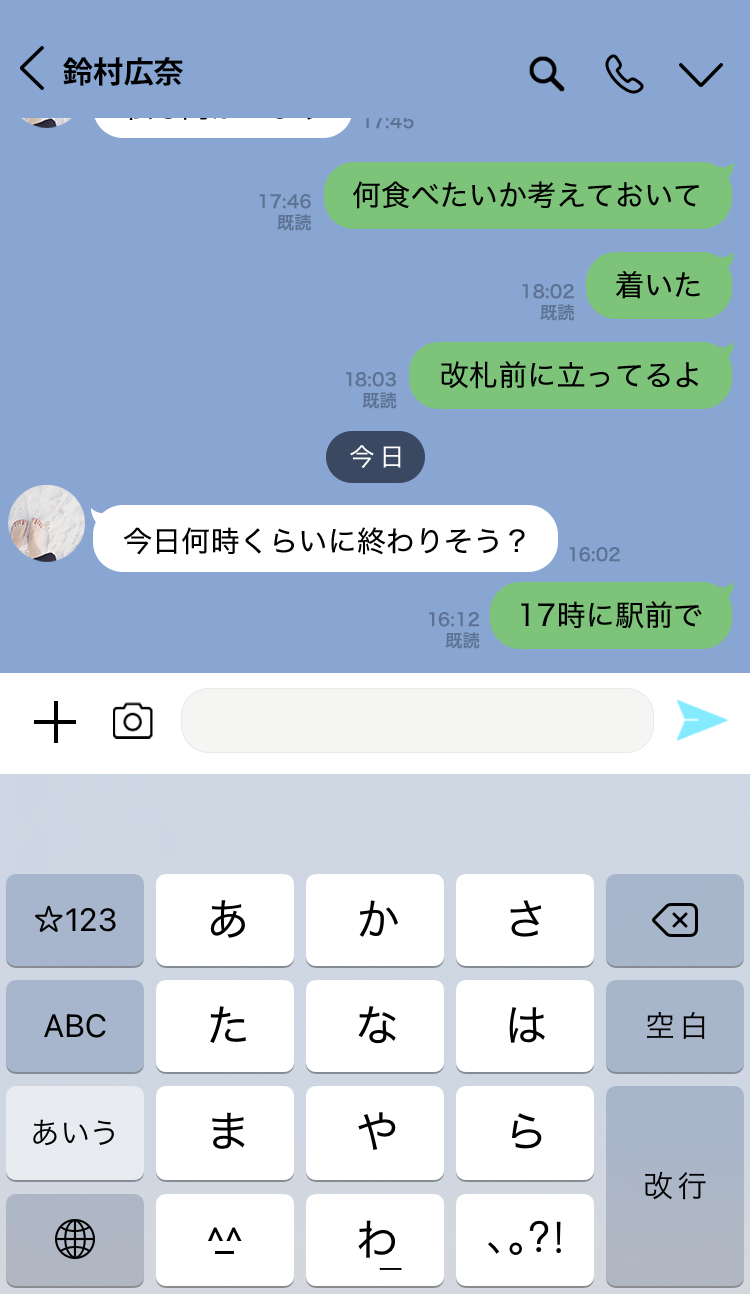 鈴村広奈
17:45
何食べたいか考えておいて
17:46
既読
着いた
18:02
既読
改札前に立ってるよ
18:03
既読
今日
今日何時くらいに終わりそう？
16:02
17時に駅前で
16:12
既読
☆123 あ か さ
ABC た な は 空白
あいう ま や ら 改行
^_^ わ_ 、。?!